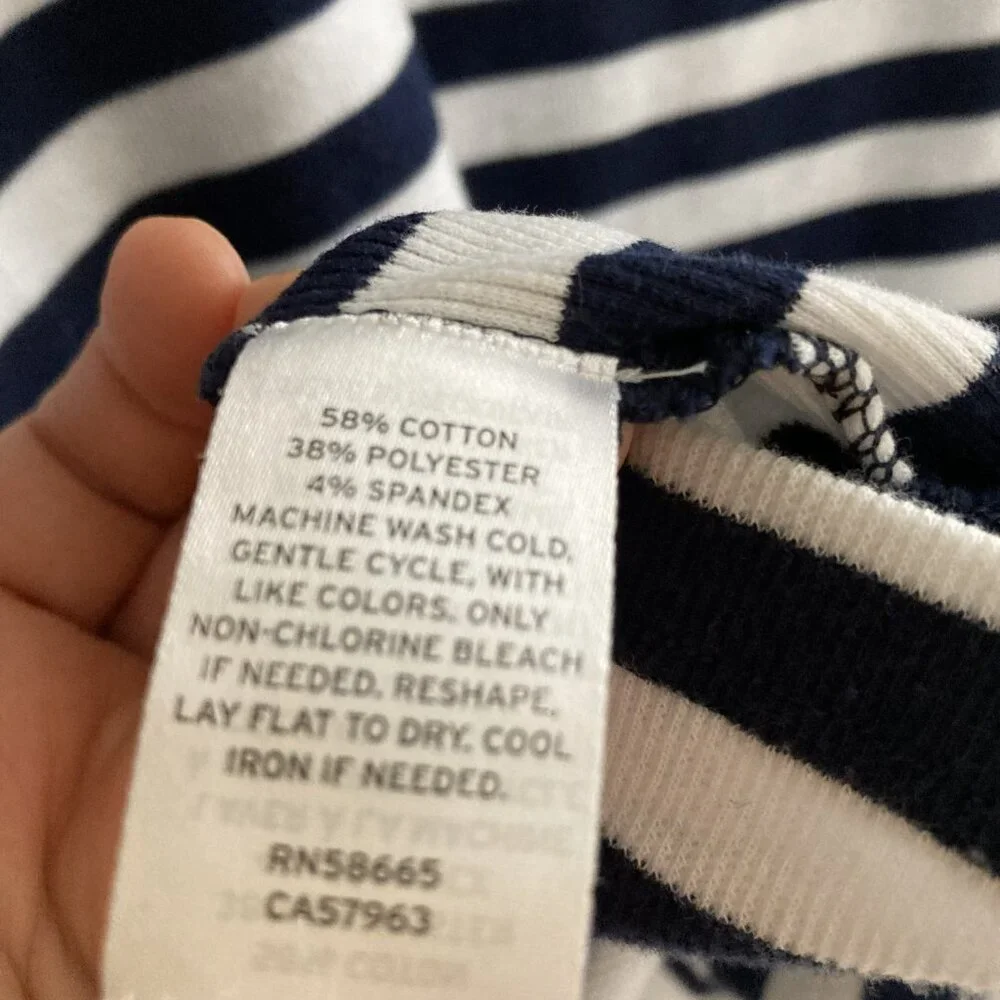 58% COTTON
38% POLYESTER
4% SPANDEX
MACHINE WASH COLD,
GENTLE CYCLE, WITH
LIKE COLORS. ONLY
NON-CHLORINE BLEACH
IF NEEDED. RESHAPE,
LAY FLAT TO DRY. COOL
IRON IF NEEDED.
RN58665
CA57963